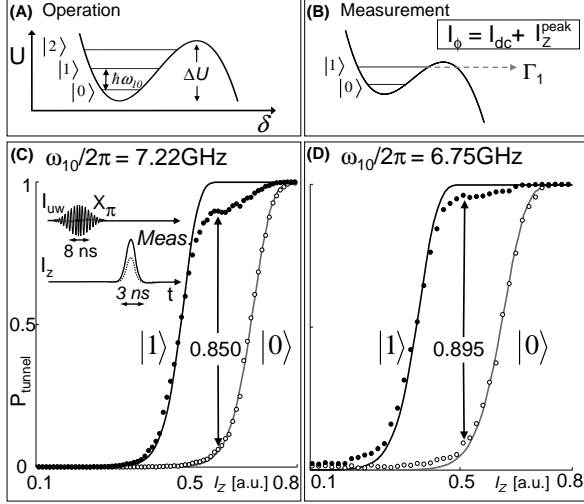 (A) Operation
U
|2⟩
|1⟩
|0⟩
ħω10
ΔU
δ
(B) Measurement
Iϕ = Idc+ IZpeak
|1⟩
|0⟩
Γ1
(C) ω10/2π = 7.22GHz
Iuw
Xπ
8 ns
Meas.
Iz
3 ns
t
|1⟩
0.850
|0⟩
Ptunnel
1
0.5
0
0.1
0.5
IZ [a.u.]
0.8
(D) ω10/2π = 6.75GHz
|1⟩
0.895
|0⟩
0.1
0.5
IZ [a.u.]
0.8